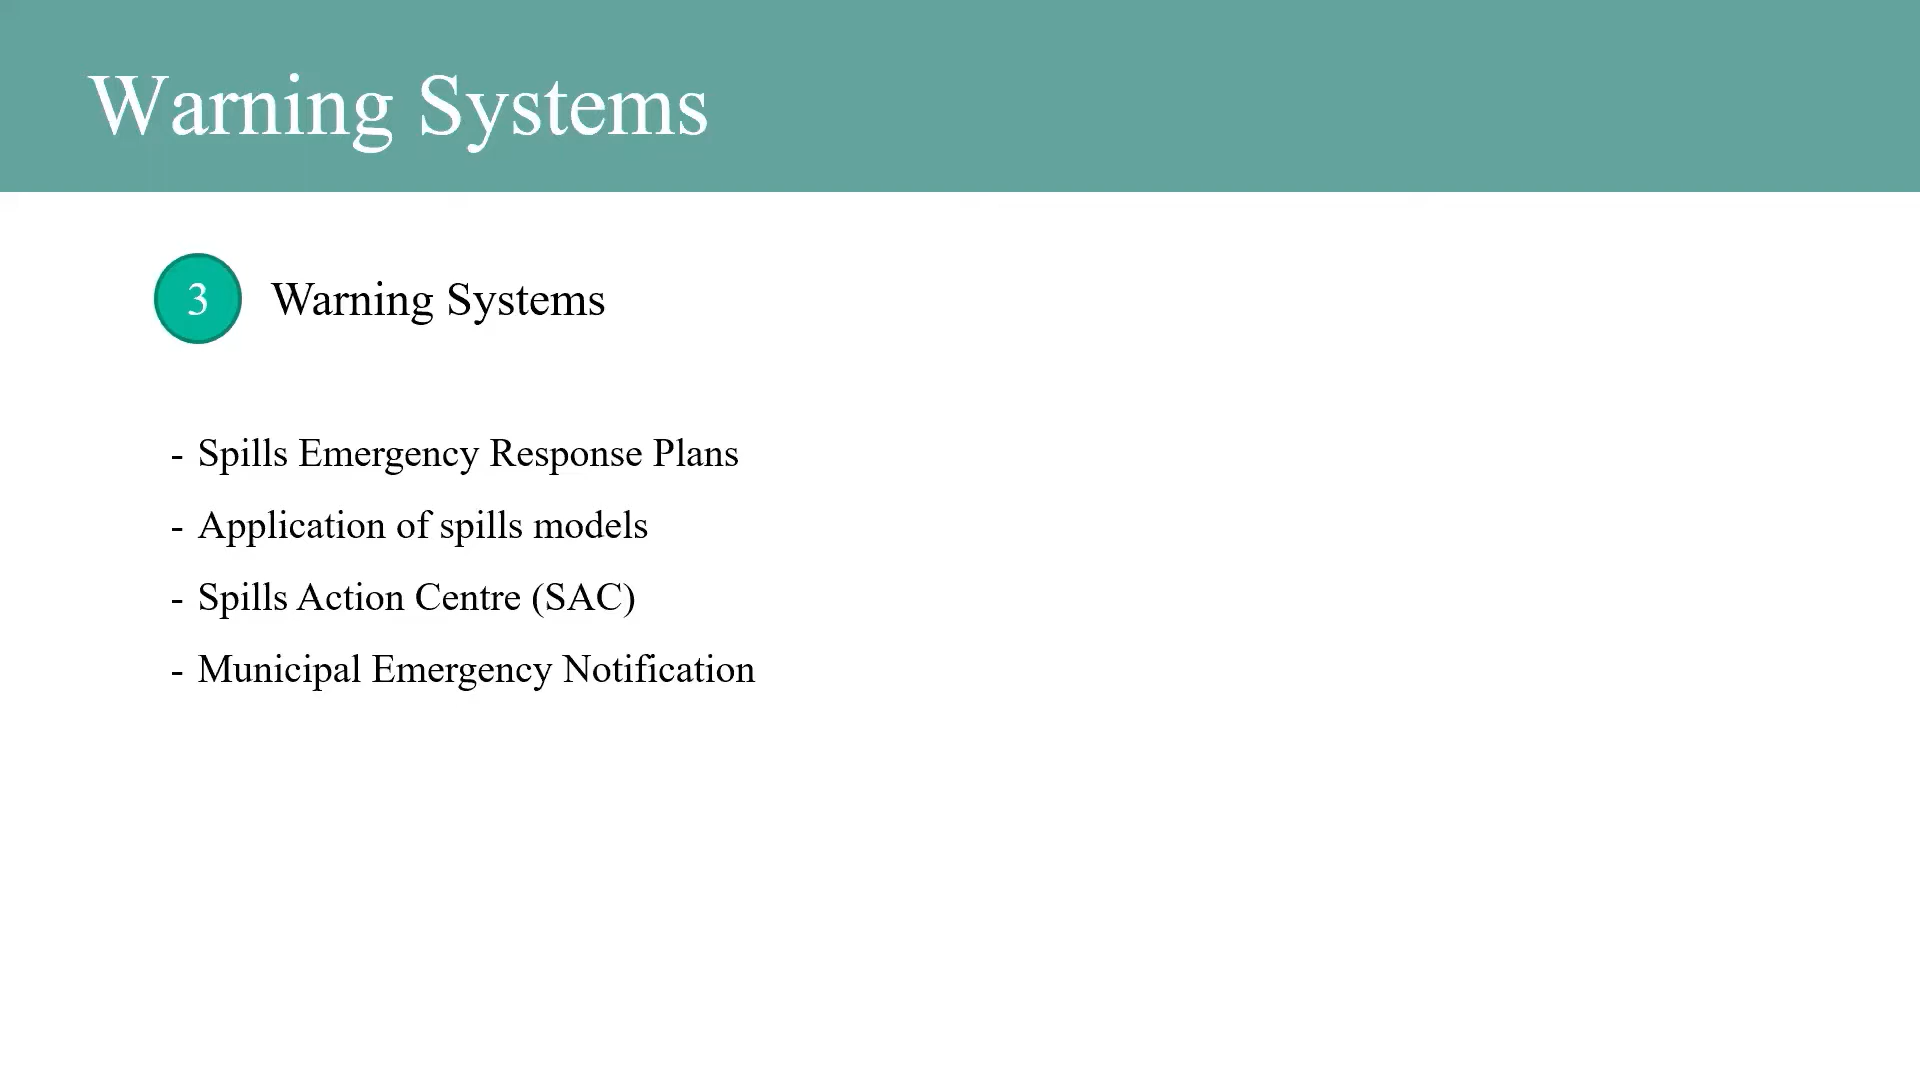 Warning Systems
3 Warning Systems
- Spills Emergency Response Plans
- Application of spills models
- Spills Action Centre (SAC)
- Municipal Emergency Notification